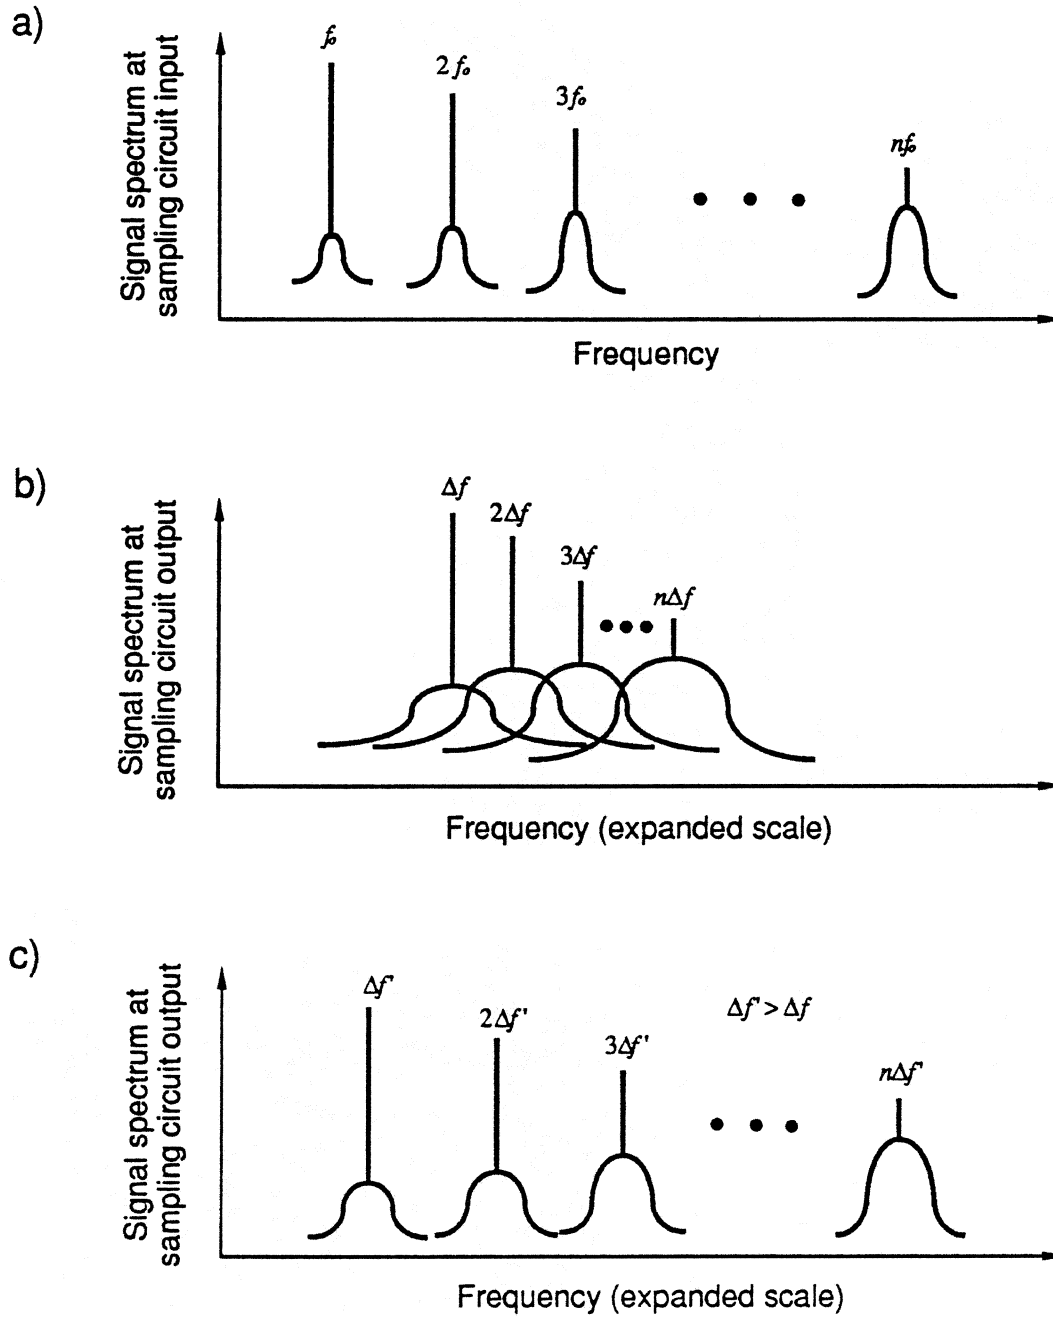 a)
Signal spectrum at
sampling circuit input
f₀
2f₀
3f₀
nf₀
Frequency
b)
Signal spectrum at
sampling circuit output
Δf
2Δf
3Δf
nΔf
Frequency (expanded scale)
c)
Signal spectrum at
sampling circuit output
Δf'
2Δf'
3Δf'
Δf' > Δf
nΔf'
Frequency (expanded scale)